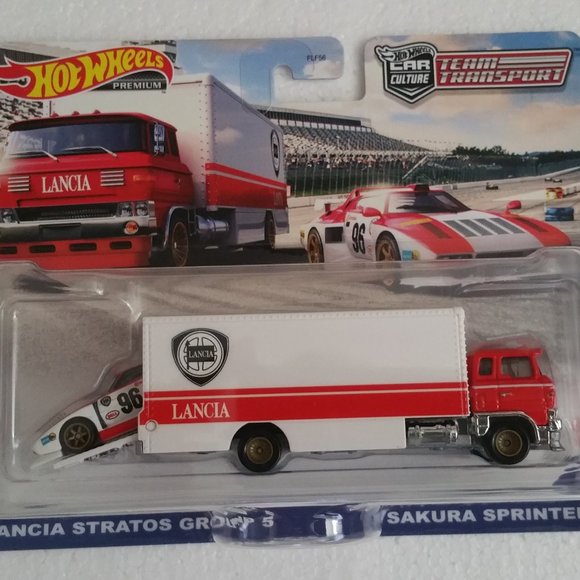 HOT WHEELS
PREMIUM
FLF56
HOT WHEELS
CAR
CULTURE
TEAM
TRANSPORT
LANCIA
LANCIA
96
LANCIA
LANCIA
96
ANCIA STRATOS GROUP 5
SAKURA SPRINTE